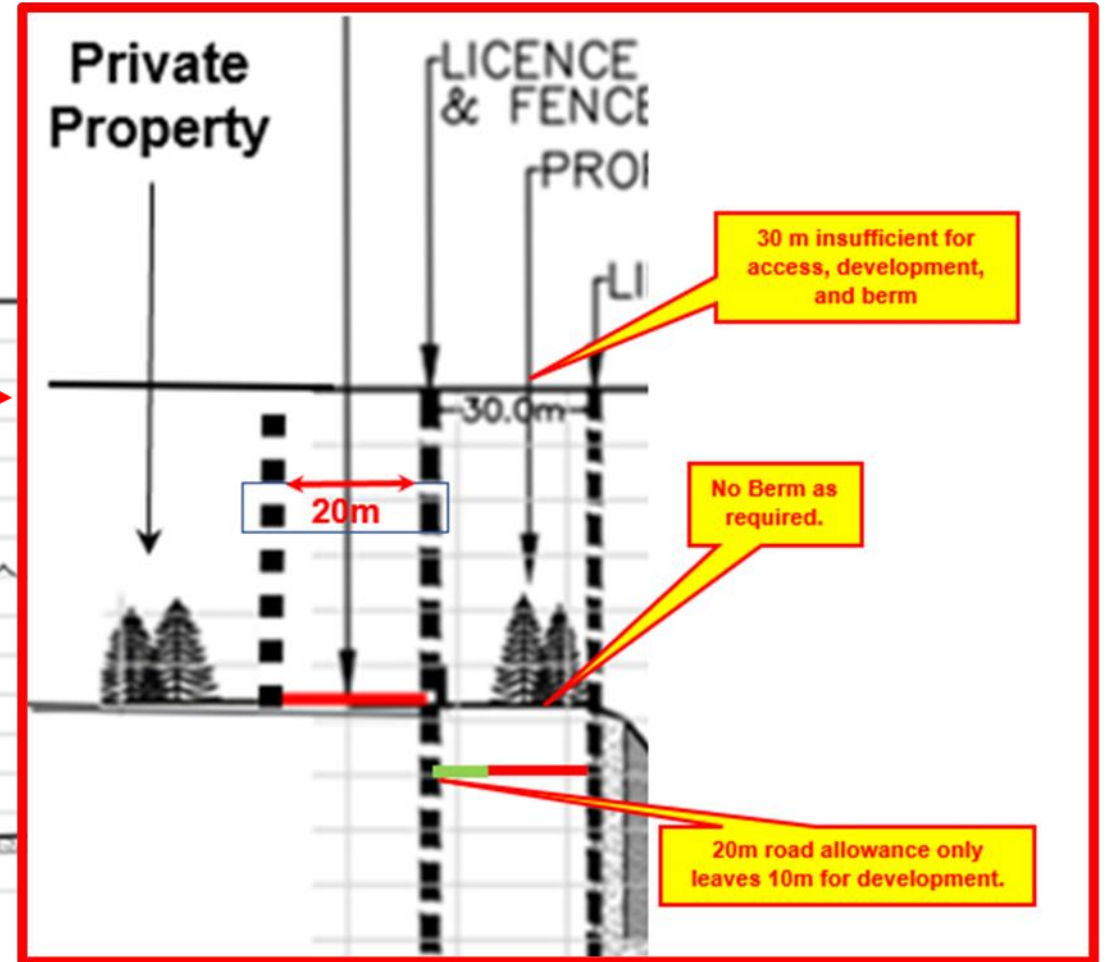 Private
Property
LICENCE
& FENCE
PRO
LI
30 m insufficient for
access, development,
and berm
30.0m
20m
No Berm as
required.
20m road allowance only
leaves 10m for development.